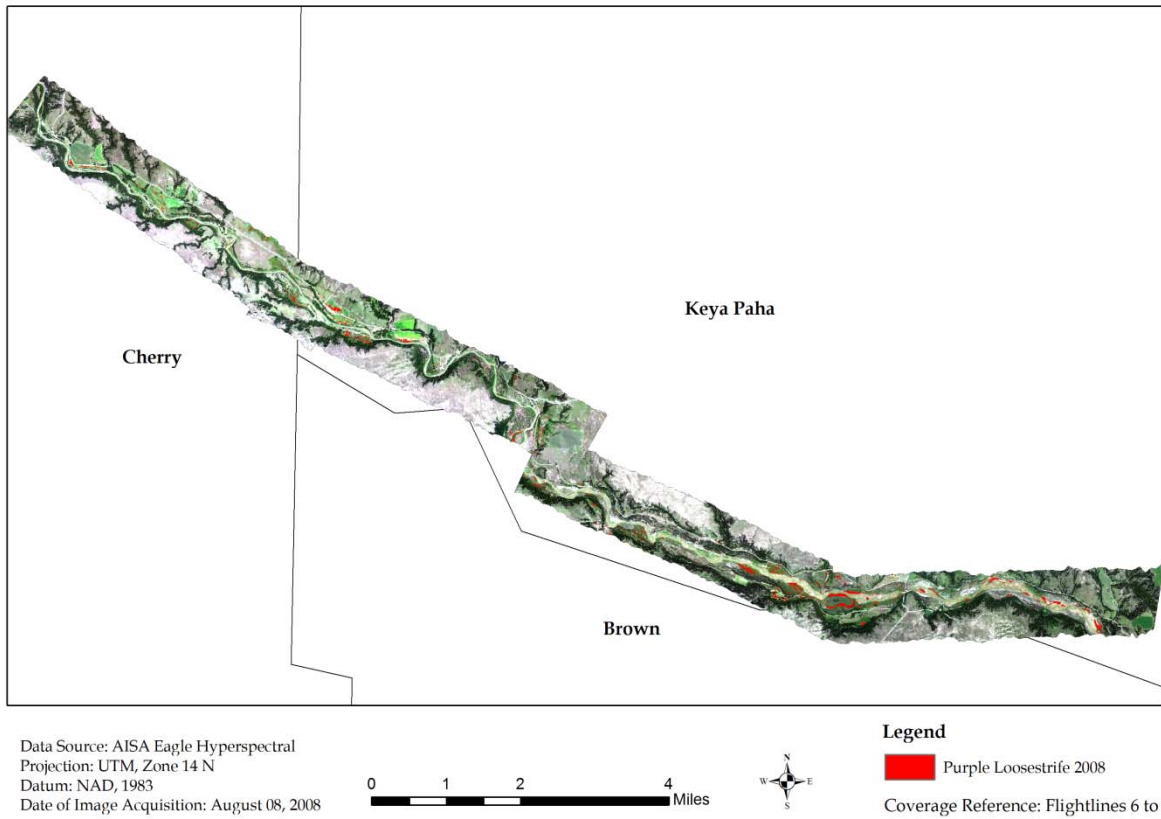 Keya Paha
Cherry
Brown
Data Source: AISA Eagle Hyperspectral
Projection: UTM, Zone 14 N
Datum: NAD, 1983
Date of Image Acquisition: August 08, 2008
0 2 4
Miles
N
W E
S
Legend
Purple Loosestrife 2008
Coverage Reference: Flightlines 6 to